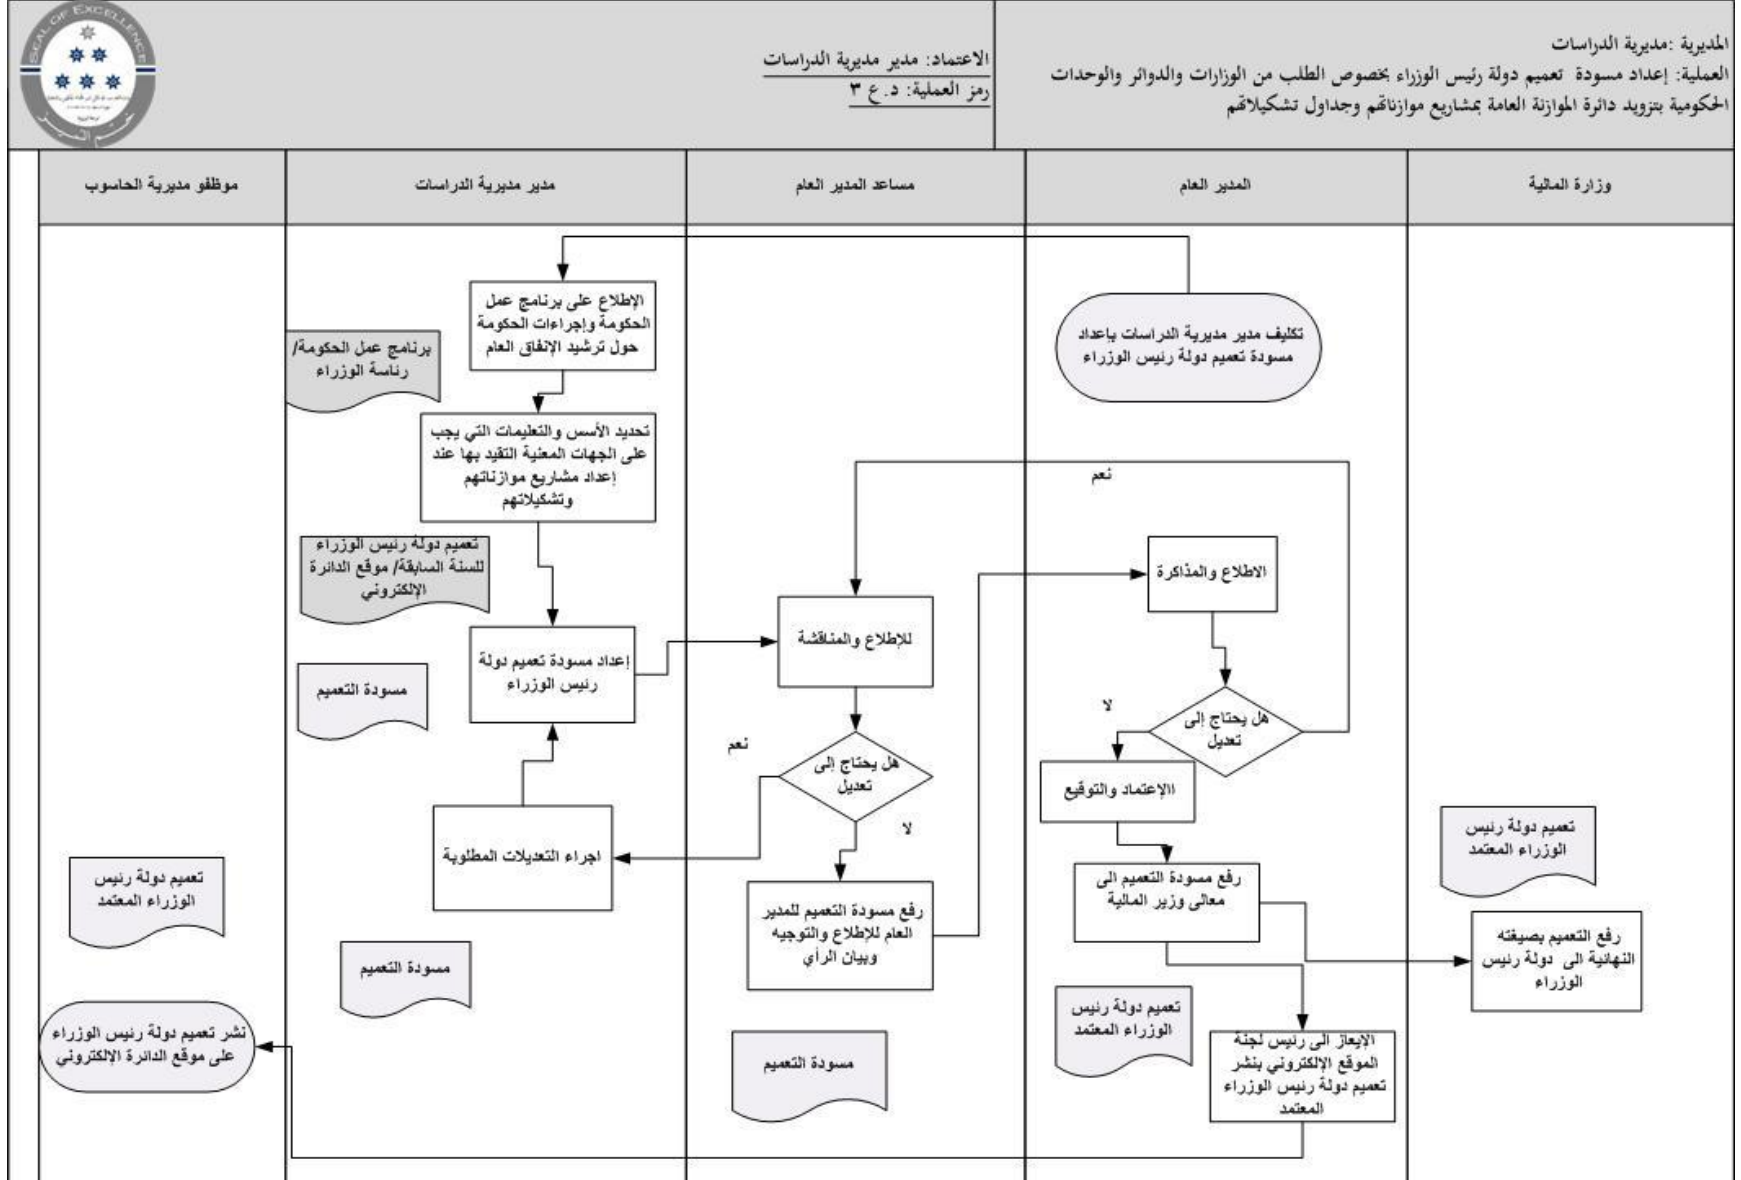 المديرية :مديرية الدراسات
العملية: إعداد مسودة تعميم دولة رئيس الوزراء بخصوص الطلب من الوزارات والدوائر والوحدات
الحكومية بتزويد دائرة الموازنة العامة بمشاريع موازناتهم وجداول تشكيلاتهم
الاعتماد: مدير مديرية الدراسات
رمز العملية: د.ع ٣
SEAL OF EXCELLENCE
ختم التميز
وزارة المالية
المدير العام
مساعد المدير العام
مدير مديرية الدراسات
موظفو مديرية الحاسوب
تكليف مدير مديرية الدراسات بإعداد
مسودة تعميم دولة رئيس الوزراء
الإطلاع على برنامج عمل
الحكومة وإجراءات الحكومة
حول ترشيد الإنفاق العام
برنامج عمل الحكومة/
رئاسة الوزراء
تحديد الأسس والتعليمات التي يجب
على الجهات المعنية التقيد بها عند
إعداد مشاريع موازناتهم
وتشكيلاتهم
تعميم دولة رئيس الوزراء
للسنة السابقة/ موقع الدائرة
الإلكتروني
إعداد مسودة تعميم دولة
رئيس الوزراء
مسودة التعميم
للإطلاع والمناقشة
هل يحتاج إلى
تعديل
نعم
لا
اجراء التعديلات المطلوبة
مسودة التعميم
رفع مسودة التعميم للمدير
العام للإطلاع والتوجيه
وبيان الرأي
مسودة التعميم
نعم
الاطلاع والمذاكرة
هل يحتاج إلى
تعديل
لا
االإعتماد والتوقيع
رفع مسودة التعميم الى
معالى وزير المالية
تعميم دولة رئيس
الوزراء المعتمد
رفع التعميم بصيغته
النهائية الى دولة رئيس
الوزراء
تعميم دولة رئيس
الوزراء المعتمد
الإيعاز الى رئيس لجنة
الموقع الإلكتروني بنشر
تعميم دولة رئيس الوزراء
المعتمد
تعميم دولة رئيس
الوزراء المعتمد
نشر تعميم دولة رئيس الوزراء
على موقع الدائرة الإلكتروني